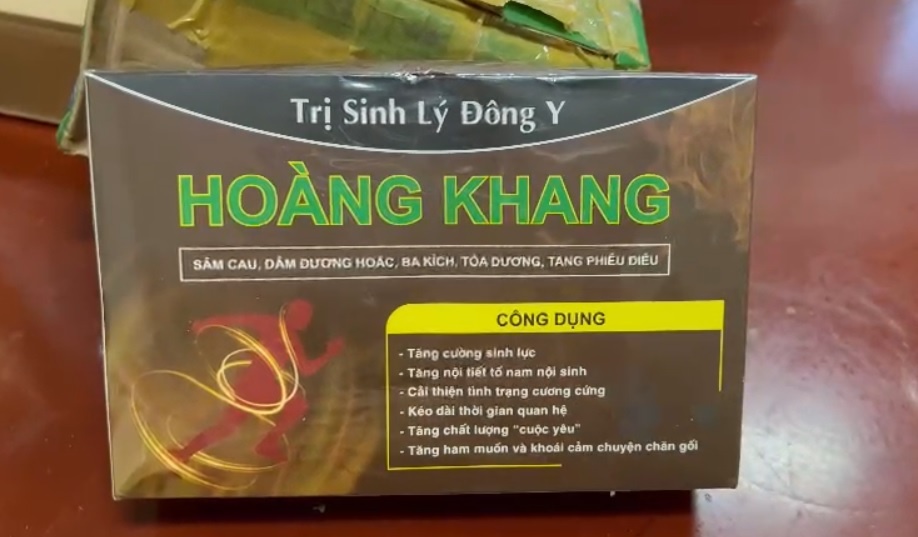 Trị Sinh Lý Đông Y
HOÀNG KHANG
SÂM CAU, DÂM DƯƠNG HOẮC, BA KÍCH, TỎA DƯƠNG, TANG PHIÊU DIÊU
CÔNG DỤNG
- Tăng cường sinh lực
- Tăng nội tiết tố nam nội sinh
- Cải thiện tình trạng cương cứng
- Kéo dài thời gian quan hệ
- Tăng chất lượng "cuộc yêu"
- Tăng ham muốn và khoái cảm chuyện chăn gối